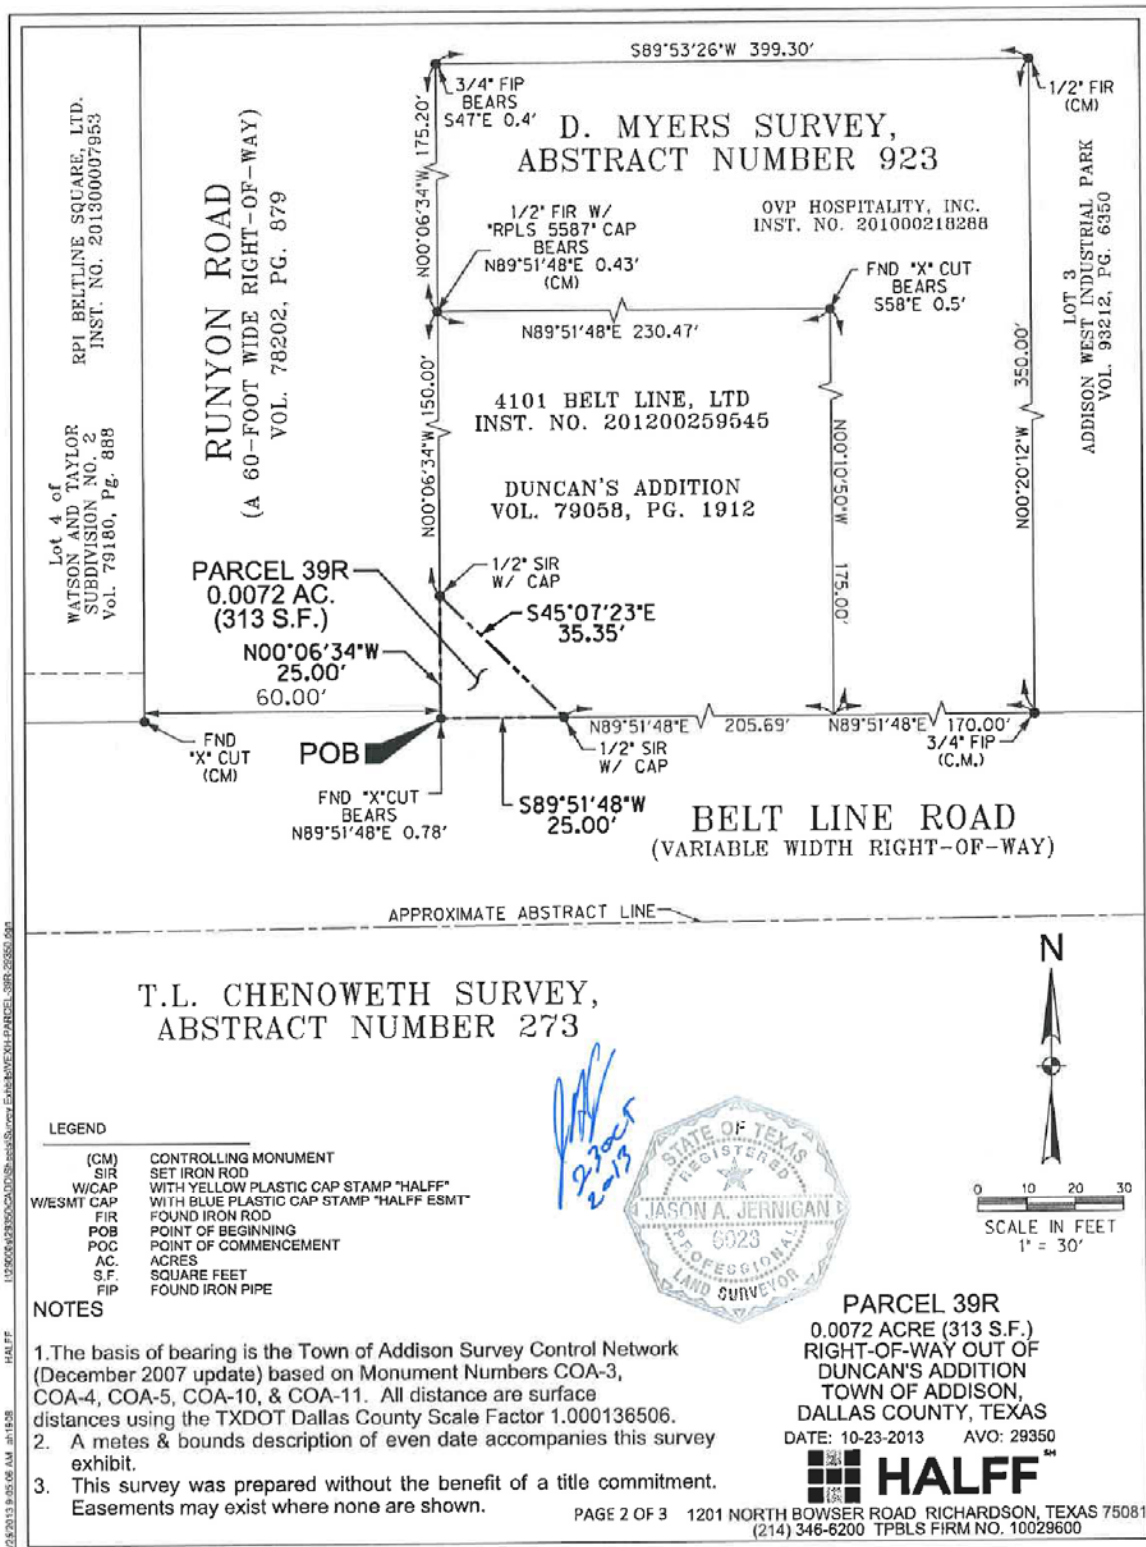 S89°53'26"W 399.30'
3/4" FIP
BEARS
S47°E 0.4'
1/2" FIR
(CM)
D. MYERS SURVEY,
ABSTRACT NUMBER 923
RPI BELTLINE SQUARE, LTD.
INST. NO. 201300007953
RUNYON ROAD
(A 60-FOOT WIDE RIGHT-OF-WAY)
VOL. 78202, PG. 879
N00°06'34"W 175.20'
1/2" FIR W/
"RPLS 5587" CAP
BEARS
N89°51'48"E 0.43'
(CM)
OVP HOSPITALITY, INC.
INST. NO. 201000218288
FND "X" CUT
BEARS
S58°E 0.5'
LOT 3
ADDISON WEST INDUSTRIAL PARK
VOL. 93212, PG. 6350
N89°51'48"E 230.47'
N00°20'12"W 350.00'
N00°06'34"W 150.00'
4101 BELT LINE, LTD
INST. NO. 201200259545
DUNCAN'S ADDITION
VOL. 79058, PG. 1912
N00°10'50"W 175.00'
Lot 4 of
WATSON AND TAYLOR
SUBDIVISION NO. 2
Vol. 79180, Pg. 888
PARCEL 39R
0.0072 AC.
(313 S.F.)
1/2" SIR
W/ CAP
S45°07'23"E
35.35'
N00°06'34"W
25.00'
60.00'
FND
"X" CUT
(CM)
POB
N89°51'48"E 205.69'
N89°51'48"E 170.00'
1/2" SIR
W/ CAP
3/4" FIP
(C.M.)
FND "X"CUT
BEARS
N89°51'48"E 0.78'
S89°51'48"W
25.00'
BELT LINE ROAD
(VARIABLE WIDTH RIGHT-OF-WAY)
APPROXIMATE ABSTRACT LINE
T.L. CHENOWETH SURVEY,
ABSTRACT NUMBER 273
N
23 OCT
2013
STATE OF TEXAS
REGISTERED
JASON A. JERNIGAN
6023
PROFESSIONAL
LAND SURVEYOR
0 10 20 30
SCALE IN FEET
1" = 30'
LEGEND
(CM) CONTROLLING MONUMENT
SIR SET IRON ROD
W/CAP WITH YELLOW PLASTIC CAP STAMP "HALFF"
W/ESMT CAP WITH BLUE PLASTIC CAP STAMP "HALFF ESMT"
FIR FOUND IRON ROD
POB POINT OF BEGINNING
POC POINT OF COMMENCEMENT
AC. ACRES
S.F. SQUARE FEET
FIP FOUND IRON PIPE
NOTES
1.The basis of bearing is the Town of Addison Survey Control Network
(December 2007 update) based on Monument Numbers COA-3,
COA-4, COA-5, COA-10, & COA-11. All distance are surface
distances using the TXDOT Dallas County Scale Factor 1.000136506.
2. A metes & bounds description of even date accompanies this survey
exhibit.
3. This survey was prepared without the benefit of a title commitment.
Easements may exist where none are shown.
PARCEL 39R
0.0072 ACRE (313 S.F.)
RIGHT-OF-WAY OUT OF
DUNCAN'S ADDITION
TOWN OF ADDISON,
DALLAS COUNTY, TEXAS
DATE: 10-23-2013 AVO: 29350
HALFF SM
PAGE 2 OF 3 1201 NORTH BOWSER ROAD RICHARDSON, TEXAS 75081
(214) 346-6200 TPBLS FIRM NO. 10029600
HALFF